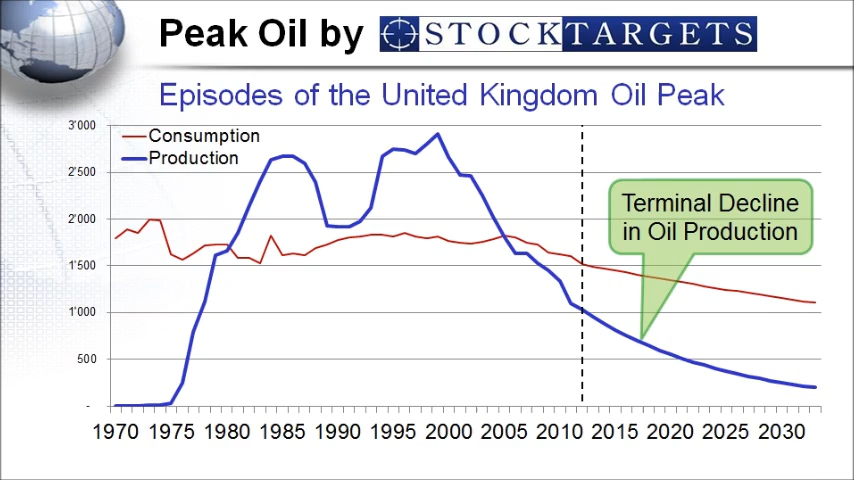 Peak Oil by STOCKTARGETS
Episodes of the United Kingdom Oil Peak
3'000
Consumption
Production
2'500
2'000
1'500
1'000
500
-
Terminal Decline
in Oil Production
1970 1975 1980 1985 1990 1995 2000 2005 2010 2015 2020 2025 2030